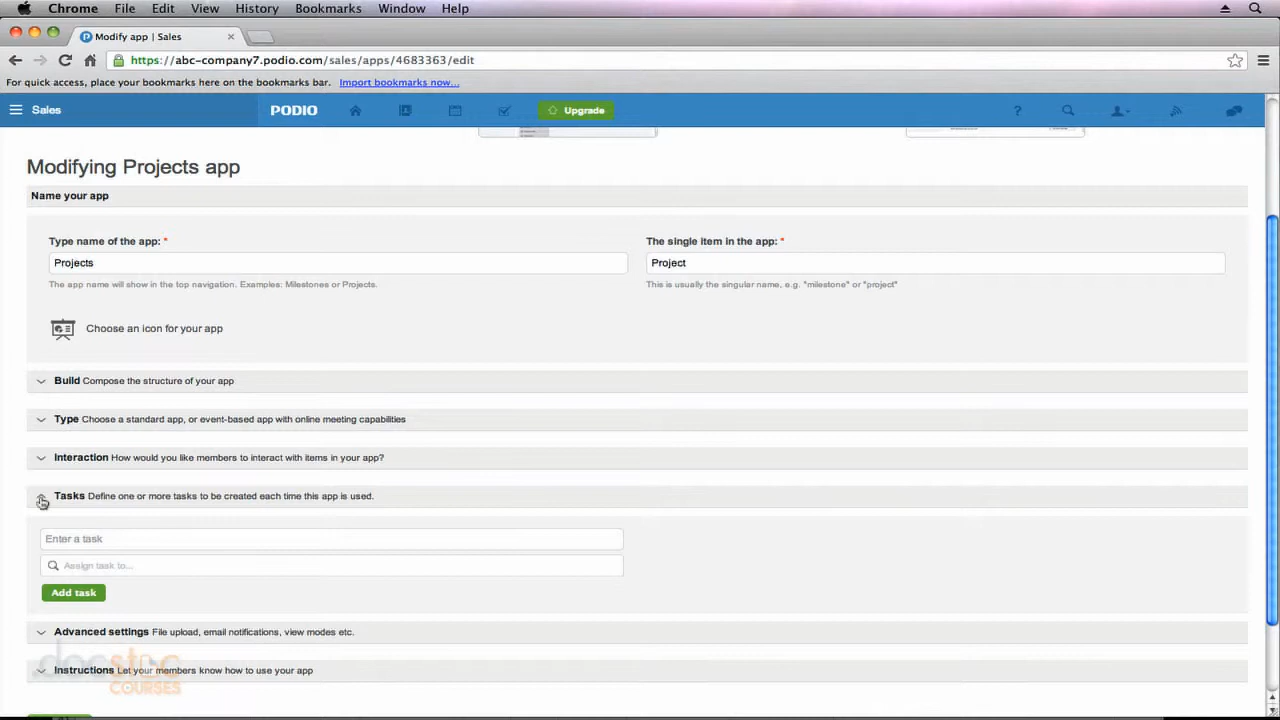 Chrome File Edit View History Bookmarks Window Help
Modify app | Sales
https://abc-company7.podio.com/sales/apps/4683363/edit
For quick access, place your bookmarks here on the bookmarks bar. Import bookmarks now...
Sales PODIO Upgrade ?
Modifying Projects app
Name your app
Type name of the app: * The single item in the app: *
Projects Project
The app name will show in the top navigation. Examples: Milestones or Projects. This is usually the singular name, e.g. "milestone" or "project"
Choose an icon for your app
Build Compose the structure of your app
Type Choose a standard app, or event-based app with online meeting capabilities
Interaction How would you like members to interact with items in your app?
Tasks Define one or more tasks to be created each time this app is used.
Enter a task
Assign task to...
Add task
Advanced settings File upload, email notifications, view modes etc.
Instructions Let your members know how to use your app
docstoc
COURSES